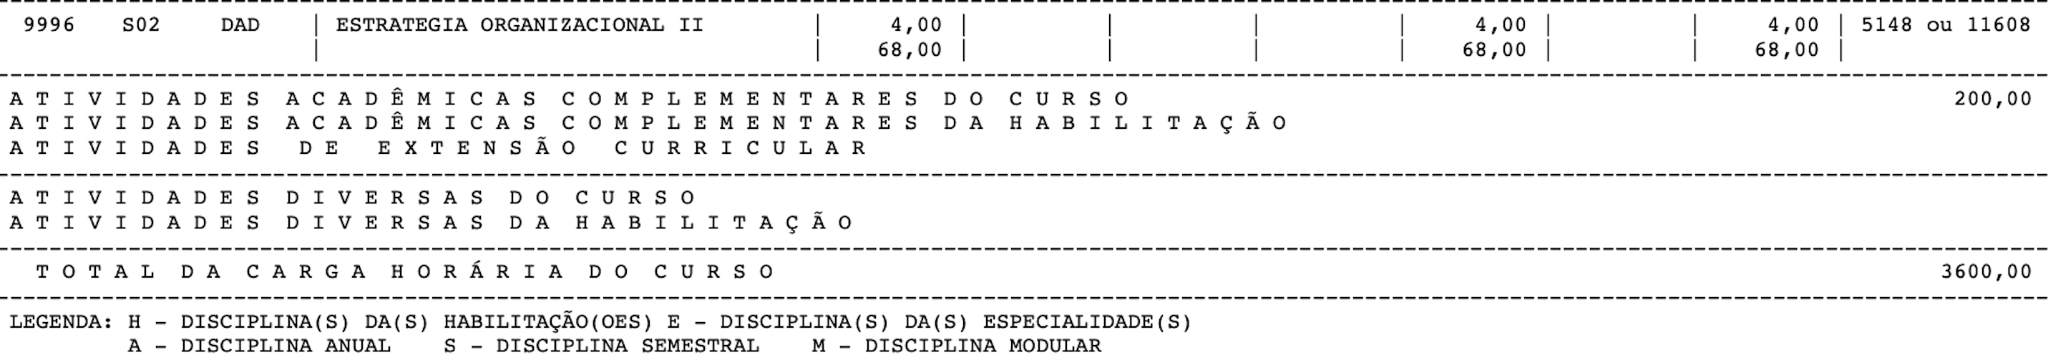 9996 S02 DAD | ESTRATEGIA ORGANIZACIONAL II | 4,00 | | | | 4,00 | | 4,00 | 5148 ou 11608
| | 68,00 | | | | 68,00 | | 68,00 |
A T I V I D A D E S A C A D Ê M I C A S C O M P L E M E N T A R E S D O C U R S O 200,00
A T I V I D A D E S A C A D Ê M I C A S C O M P L E M E N T A R E S D A H A B I L I T A Ç Ã O
A T I V I D A D E S D E E X T E N S Ã O C U R R I C U L A R
A T I V I D A D E S D I V E R S A S D O C U R S O
A T I V I D A D E S D I V E R S A S D A H A B I L I T A Ç Ã O
T O T A L D A C A R G A H O R Á R I A D O C U R S O 3600,00
LEGENDA: H - DISCIPLINA(S) DA(S) HABILITAÇÃO(OES) E - DISCIPLINA(S) DA(S) ESPECIALIDADE(S)
A - DISCIPLINA ANUAL S - DISCIPLINA SEMESTRAL M - DISCIPLINA MODULAR